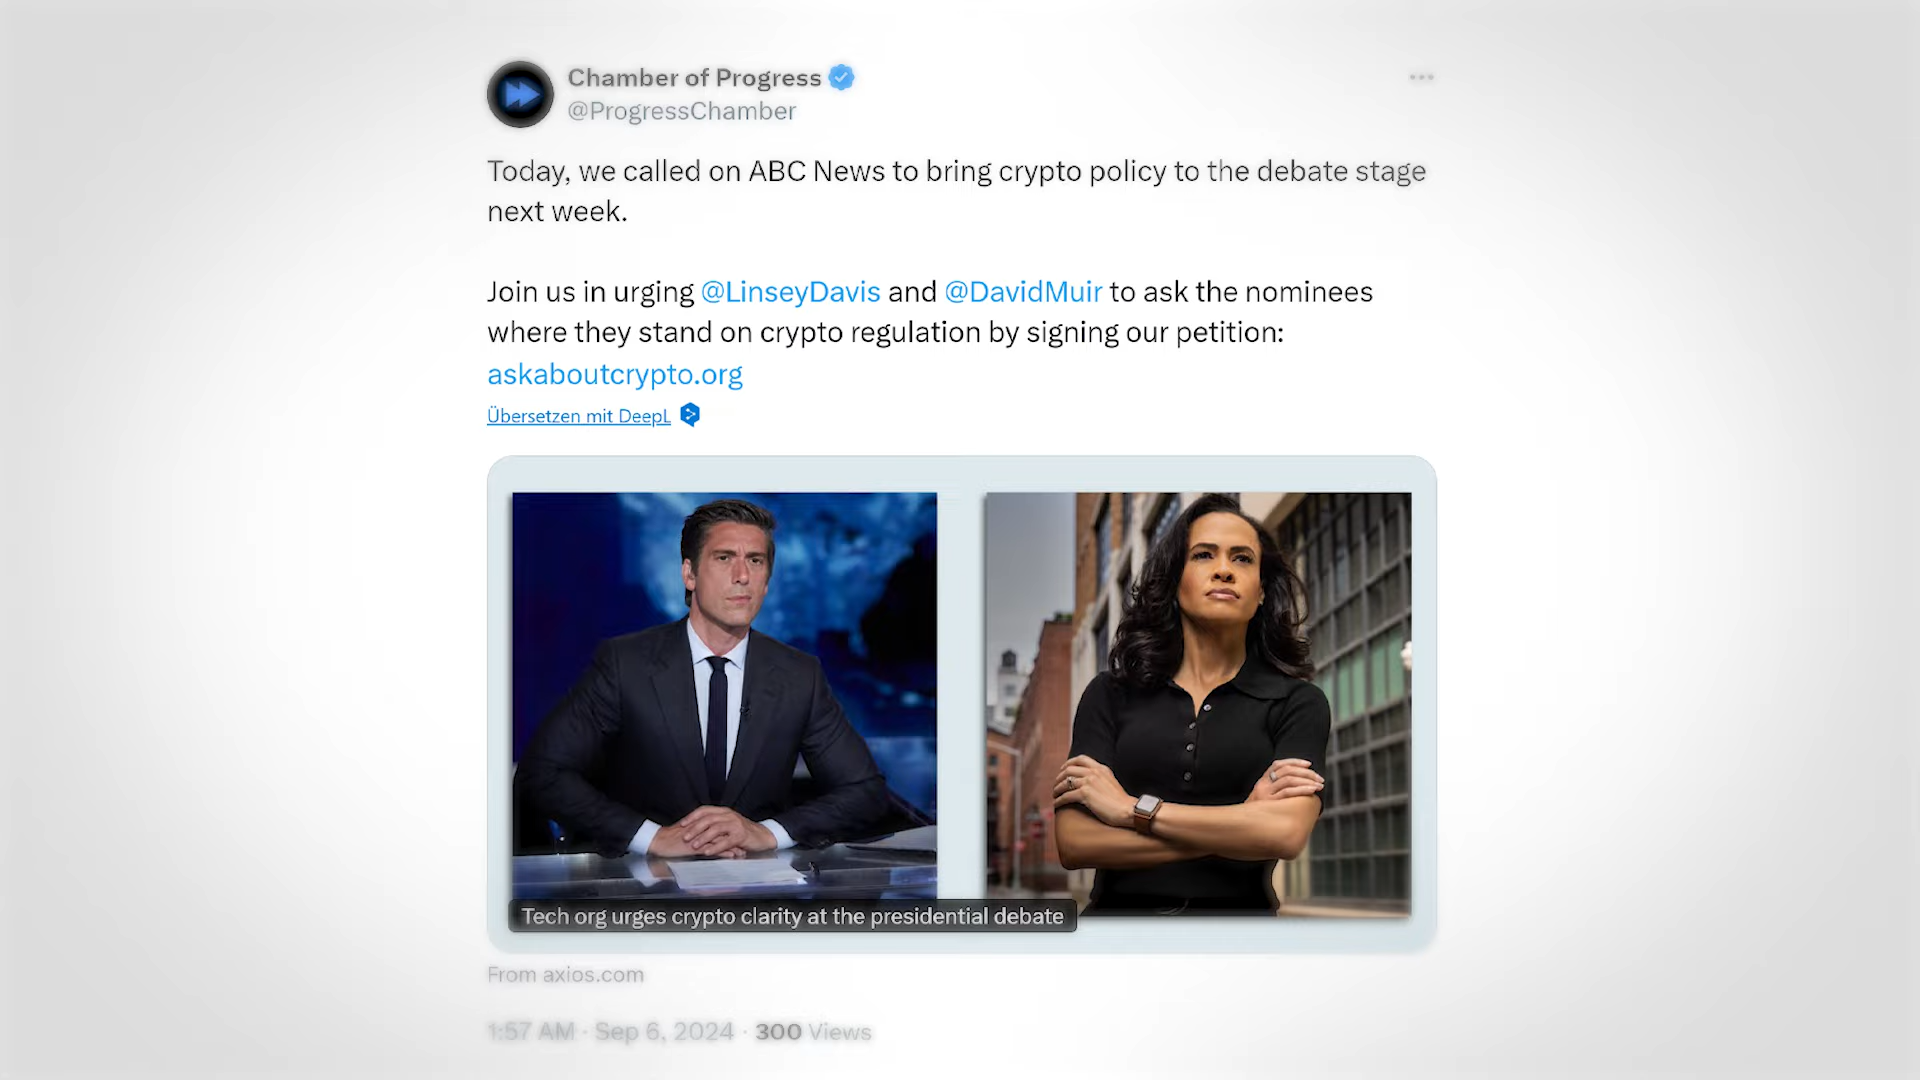 Chamber of Progress
@ProgressChamber
Today, we called on ABC News to bring crypto policy to the debate stage
next week.
Join us in urging @LinseyDavis and @DavidMuir to ask the nominees
where they stand on crypto regulation by signing our petition:
askaboutcrypto.org
Übersetzen mit DeepL
Tech org urges crypto clarity at the presidential debate
From axios.com
1:57 AM · Sep 6, 2024 · 300 Views